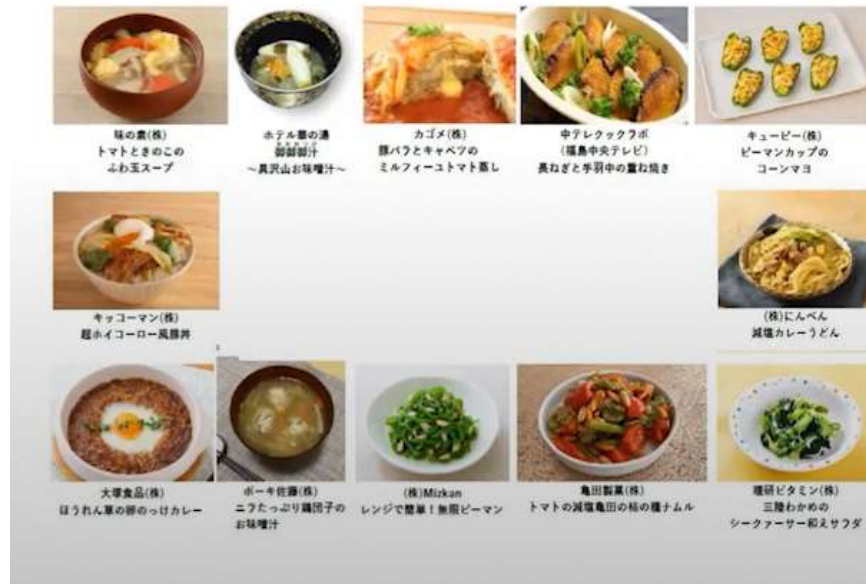 味の素(株)
トマトときのこの
ふわ玉スープ
ホテル華の湯
御御御汁
～具沢山お味噌汁～
カゴメ(株)
豚バラとキャベツの
ミルフィーユトマト蒸し
中テレクックラボ
(福島中央テレビ)
長ねぎと手羽中の重ね焼き
キューピー(株)
ピーマンカップの
コーンマヨ
キッコーマン(株)
超ホイコーロー風豚丼
(株)にんべん
減塩カレーうどん
大塚食品(株)
ほうれん草の卵のっけカレー
ポーキ佐藤(株)
ニラたっぷり鶏団子の
お味噌汁
(株)Mizkan
レンジで簡単！無限ピーマン
亀田製菓(株)
トマトの減塩亀田の柿の種ナムル
理研ビタミン(株)
三陸わかめの
シークァーサー和えサラダ